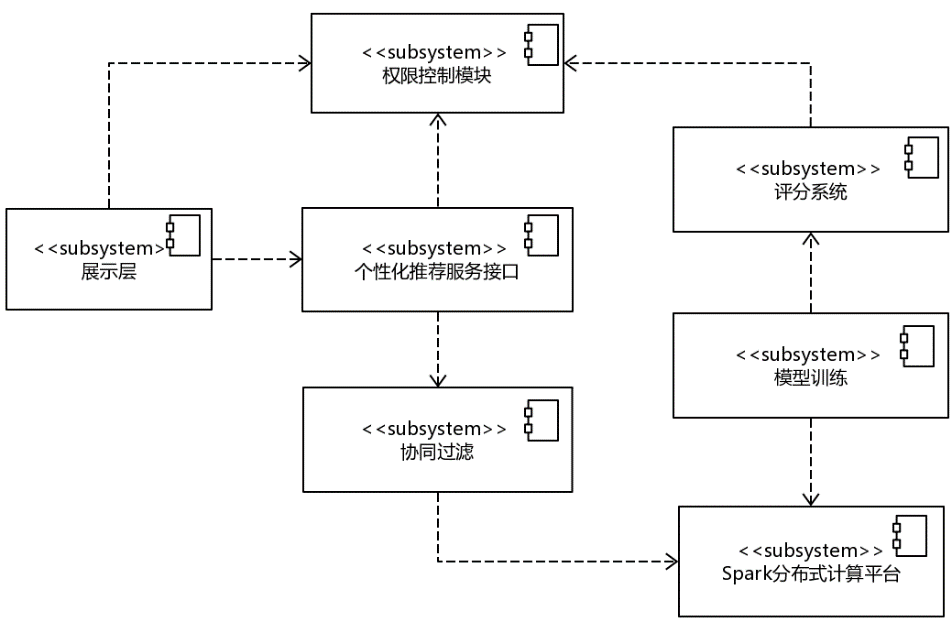 <<subsystem>>
权限控制模块
<<subsystem>>
评分系统
<<subsystem>
展示层
<<subsystem>>
个性化推荐服务接口
<<subsystem>>
模型训练
<<subsystem>>
协同过滤
<<subsystem>>
Spark分布式计算平台